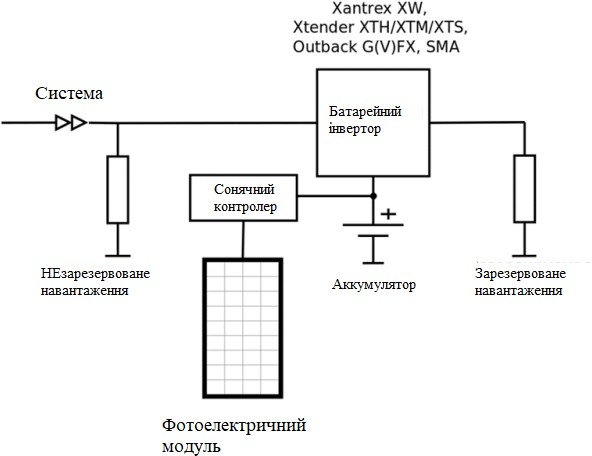 Xantrex XW,
Xtender XTH/XTM/XTS,
Outback G(V)FX, SMA
Система
Батарейний
інвертор
Сонячний
контролер
+
НЕзарезервоване
навантаження
Аккумулятор
Зарезервоване
навантаження
Фотоелектричний
модуль